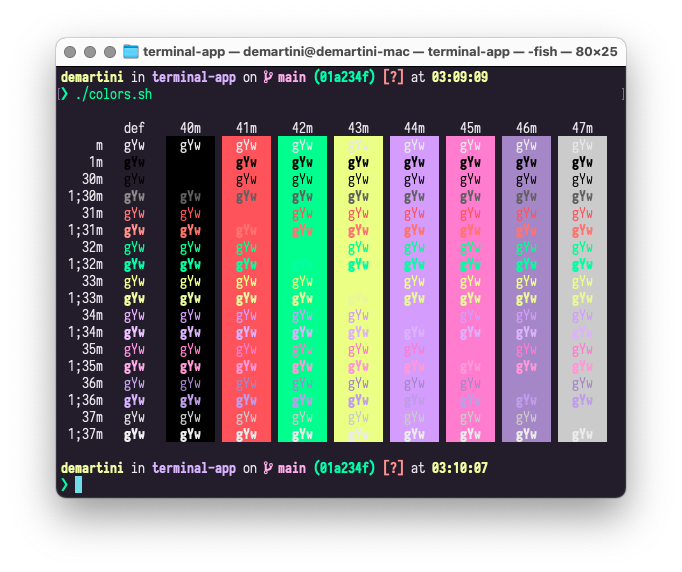 terminal-app — demartini@demartini-mac — terminal-app — -fish — 80×25
demartini in terminal-app on main (01a234f) [?] at 03:09:09
[❯ ./colors.sh ]
def 40m 41m 42m 43m 44m 45m 46m 47m
m gYw gYw gYw gYw gYw gYw gYw gYw gYw
1m gYw gYw gYw gYw gYw gYw gYw gYw
30m gYw gYw gYw gYw gYw gYw gYw gYw
1;30m gYw gYw gYw gYw gYw gYw gYw gYw gYw
31m gYw gYw gYw gYw gYw gYw gYw gYw
1;31m gYw gYw gYw gYw gYw gYw gYw gYw gYw
32m gYw gYw gYw gYw gYw gYw gYw gYw
1;32m gYw gYw gYw gYw gYw gYw gYw gYw
33m gYw gYw gYw gYw gYw gYw gYw gYw
1;33m gYw gYw gYw gYw gYw gYw gYw gYw gYw
34m gYw gYw gYw gYw gYw gYw gYw gYw
1;34m gYw gYw gYw gYw gYw gYw gYw gYw gYw
35m gYw gYw gYw gYw gYw gYw gYw gYw
1;35m gYw gYw gYw gYw gYw gYw gYw gYw gYw
36m gYw gYw gYw gYw gYw gYw gYw gYw
1;36m gYw gYw gYw gYw gYw gYw gYw gYw gYw
37m gYw gYw gYw gYw gYw gYw gYw gYw
1;37m gYw gYw gYw gYw gYw gYw gYw gYw gYw
demartini in terminal-app on main (01a234f) [?] at 03:10:07
❯